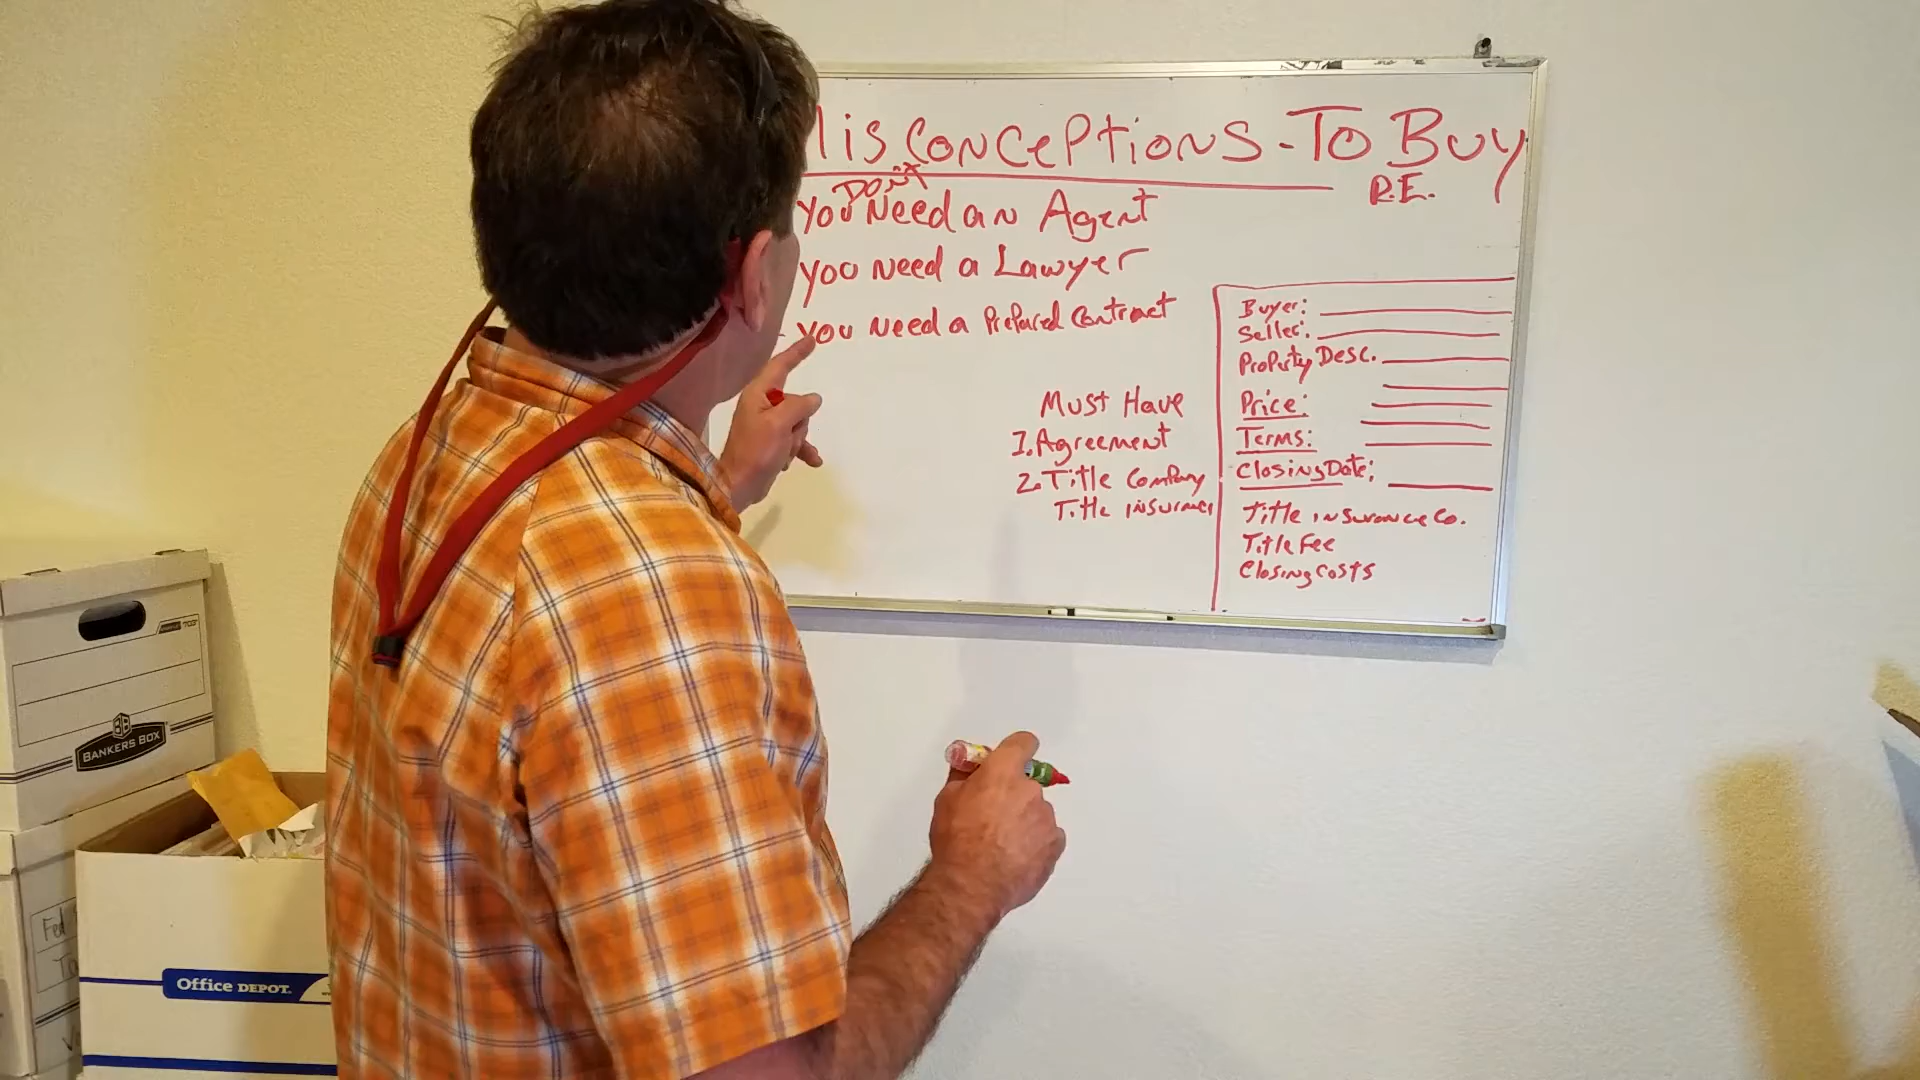 isconceptions - To Buy
R.E.
Don't
You Need an Agent
You Need a Lawyer
You Need a Prepared Contract
Must Have
1. Agreement
2. Title Company
Title insurance
Buyer:
Seller:
Property Desc.
Price:
Terms:
Closing Date:
Title insurance Co.
Title Fee
Closing Costs
BANKERS BOX
703
Office DEPOT.